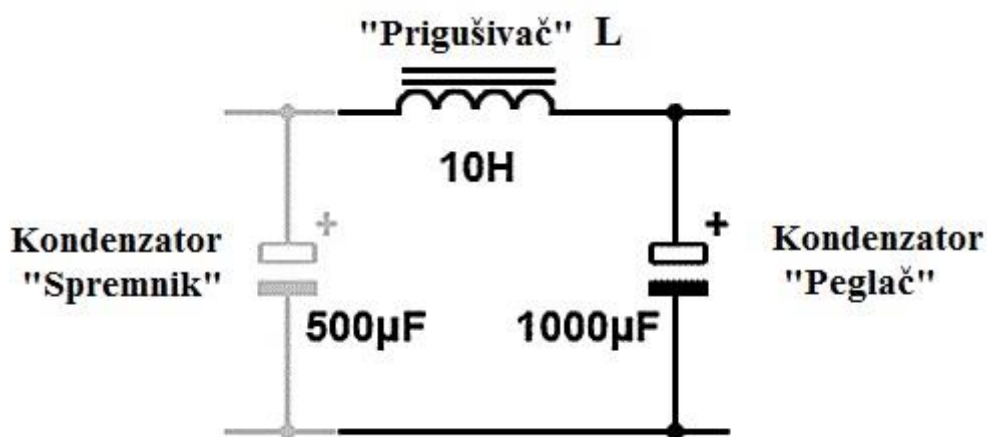 "Prigušivač" L
10H
+
+
Kondenzator
"Spremnik"
500µF
1000µF
Kondenzator
"Peglač"